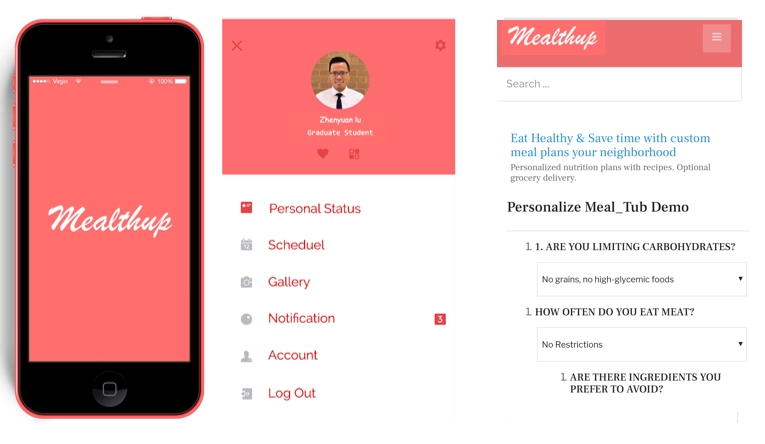 Virgin
100%
Mealthup
Zhenyuan lu
Graduate Student
Personal Status
12
Scheduel
Gallery
Notification
3
Account
Log Out
Mealthup
Search ...
Eat Healthy & Save time with custom
meal plans your neighborhood
Personalized nutrition plans with recipes. Optional
grocery delivery.
Personalize Meal_Tub Demo
1. 1. ARE YOU LIMITING CARBOHYDRATES?
No grains, no high-glycemic foods
1. HOW OFTEN DO YOU EAT MEAT?
No Restrictions
1. ARE THERE INGREDIENTS YOU
PREFER TO AVOID?